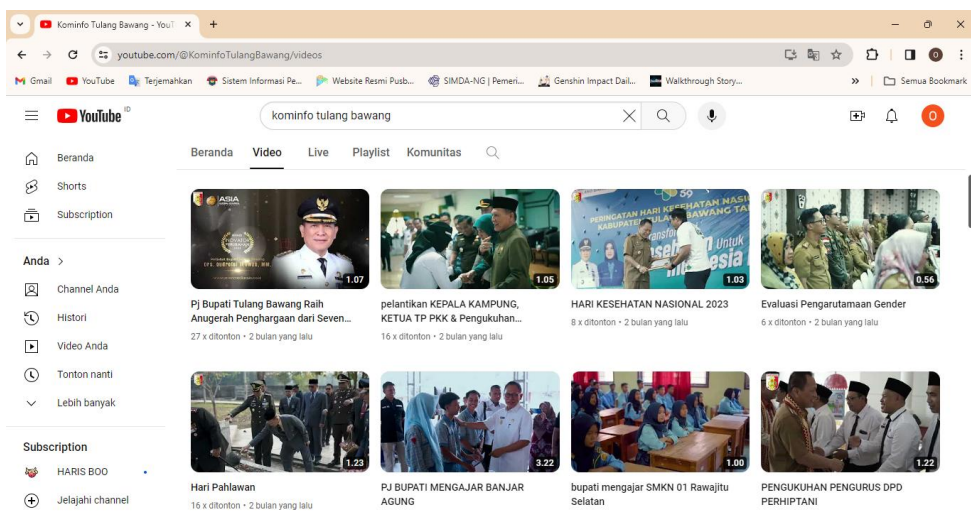 Kominfo Tulang Bawang - YouT
youtube.com/@KominfoTulangBawang/videos
Gmail YouTube Terjemahkan Sistem Informasi Pe... Website Resmi Pusb... SIMDA-NG | Pemeri... Genshin Impact Dail... Walkthrough Story... » Semua Bookmark
YouTube ID
kominfo tulang bawang
O
Beranda Video Live Playlist Komunitas
Beranda
Shorts
Subscription
Anda >
Channel Anda
Histori
Video Anda
Tonton nanti
Lebih banyak
Subscription
HARIS BOO
Jelajahi channel
ASIA
1.07
Pj Bupati Tulang Bawang Raih
Anugerah Penghargaan dari Seven...
27 x ditonton • 2 bulan yang lalu
1.05
pelantikan KEPALA KAMPUNG,
KETUA TP PKK & Pengukuhan...
16 x ditonton • 2 bulan yang lalu
59
PERINGATAN HARI KESEHATAN NASI
Untuk
1.03
HARI KESEHATAN NASIONAL 2023
8 x ditonton • 2 bulan yang lalu
0.56
Evaluasi Pengarutamaan Gender
6 x ditonton • 2 bulan yang lalu
1.23
Hari Pahlawan
16 x ditonton • 2 bulan yang lalu
3.22
PJ BUPATI MENGAJAR BANJAR
AGUNG
1.00
bupati mengajar SMKN 01 Rawajitu
Selatan
1.22
PENGUKUHAN PENGURUS DPD
PERHIPTANI